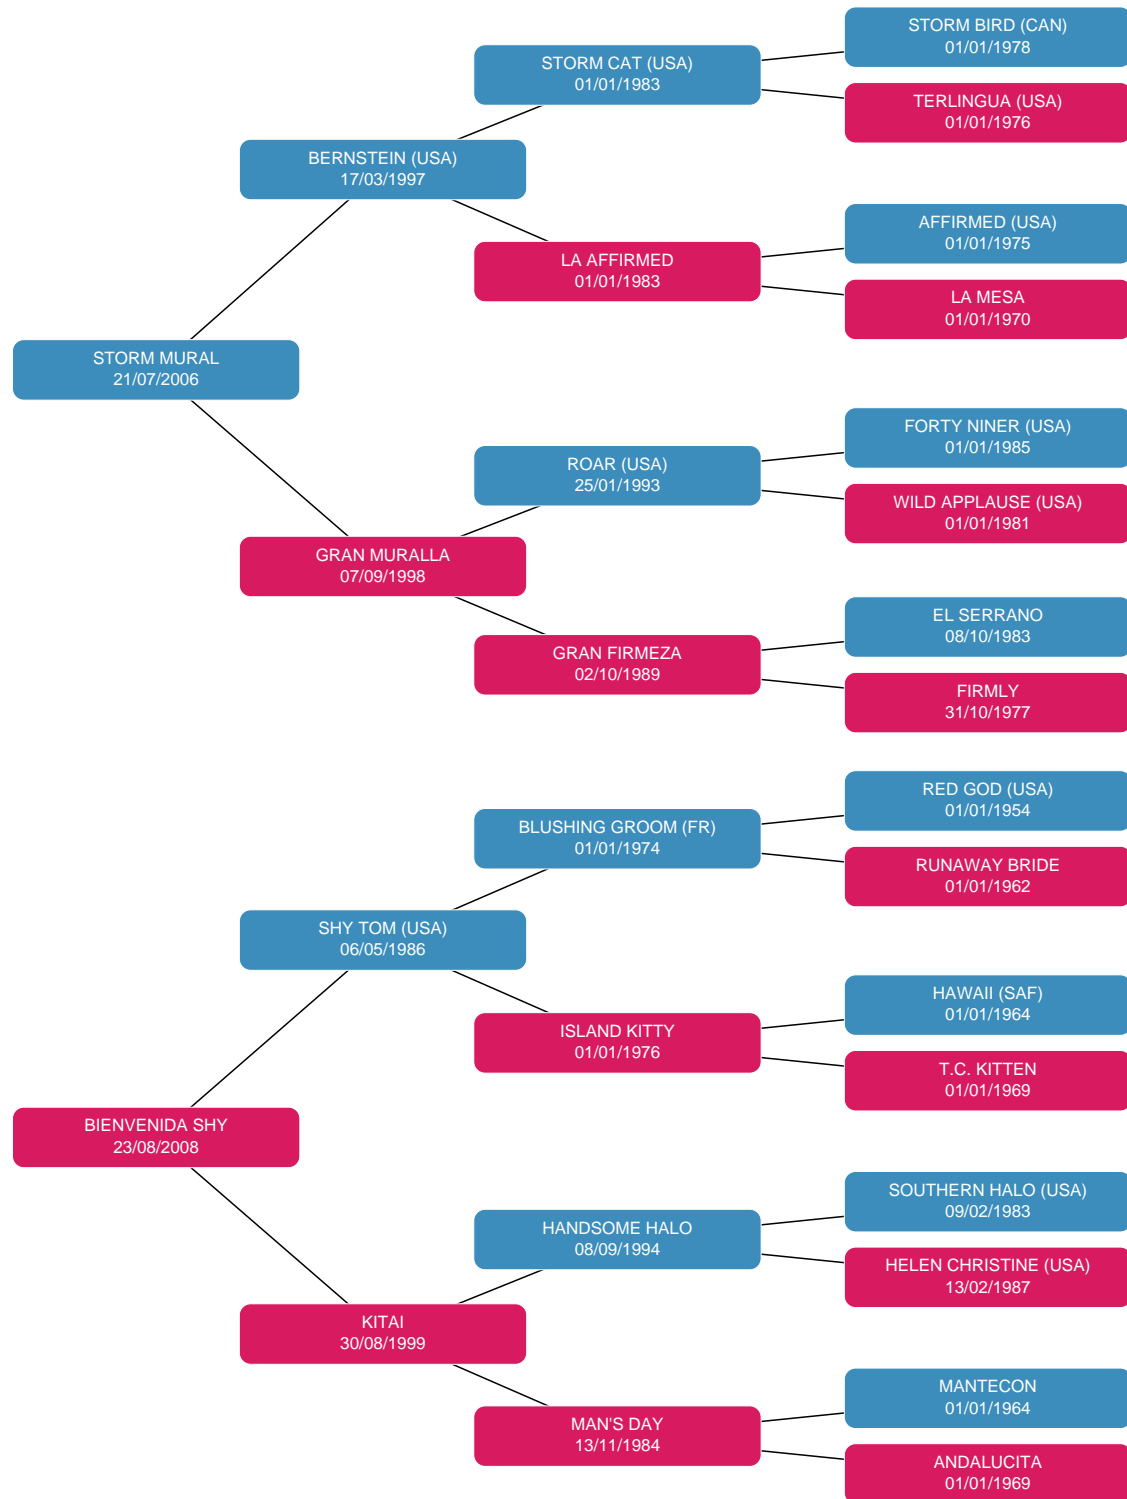 STORM BIRD (CAN)
01/01/1978
STORM CAT (USA)
01/01/1983
TERLINGUA (USA)
01/01/1976
BERNSTEIN (USA)
17/03/1997
AFFIRMED (USA)
01/01/1975
LA AFFIRMED
01/01/1983
LA MESA
01/01/1970
STORM MURAL
21/07/2006
FORTY NINER (USA)
01/01/1985
ROAR (USA)
25/01/1993
WILD APPLAUSE (USA)
01/01/1981
GRAN MURALLA
07/09/1998
EL SERRANO
08/10/1983
GRAN FIRMEZA
02/10/1989
FIRMLY
31/10/1977
RED GOD (USA)
01/01/1954
BLUSHING GROOM (FR)
01/01/1974
RUNAWAY BRIDE
01/01/1962
SHY TOM (USA)
06/05/1986
HAWAII (SAF)
01/01/1964
ISLAND KITTY
01/01/1976
T.C. KITTEN
01/01/1969
BIENVENIDA SHY
23/08/2008
SOUTHERN HALO (USA)
09/02/1983
HANDSOME HALO
08/09/1994
HELEN CHRISTINE (USA)
13/02/1987
KITAI
30/08/1999
MANTECON
01/01/1964
MAN'S DAY
13/11/1984
ANDALUCITA
01/01/1969